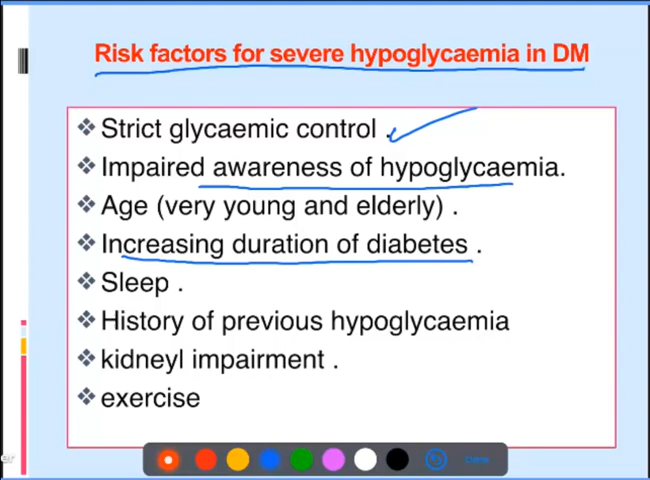 Risk factors for severe hypoglycaemia in DM
Strict glycaemic control .
Impaired awareness of hypoglycaemia.
Age (very young and elderly) .
Increasing duration of diabetes .
Sleep .
History of previous hypoglycaemia
kidneyl impairment .
exercise